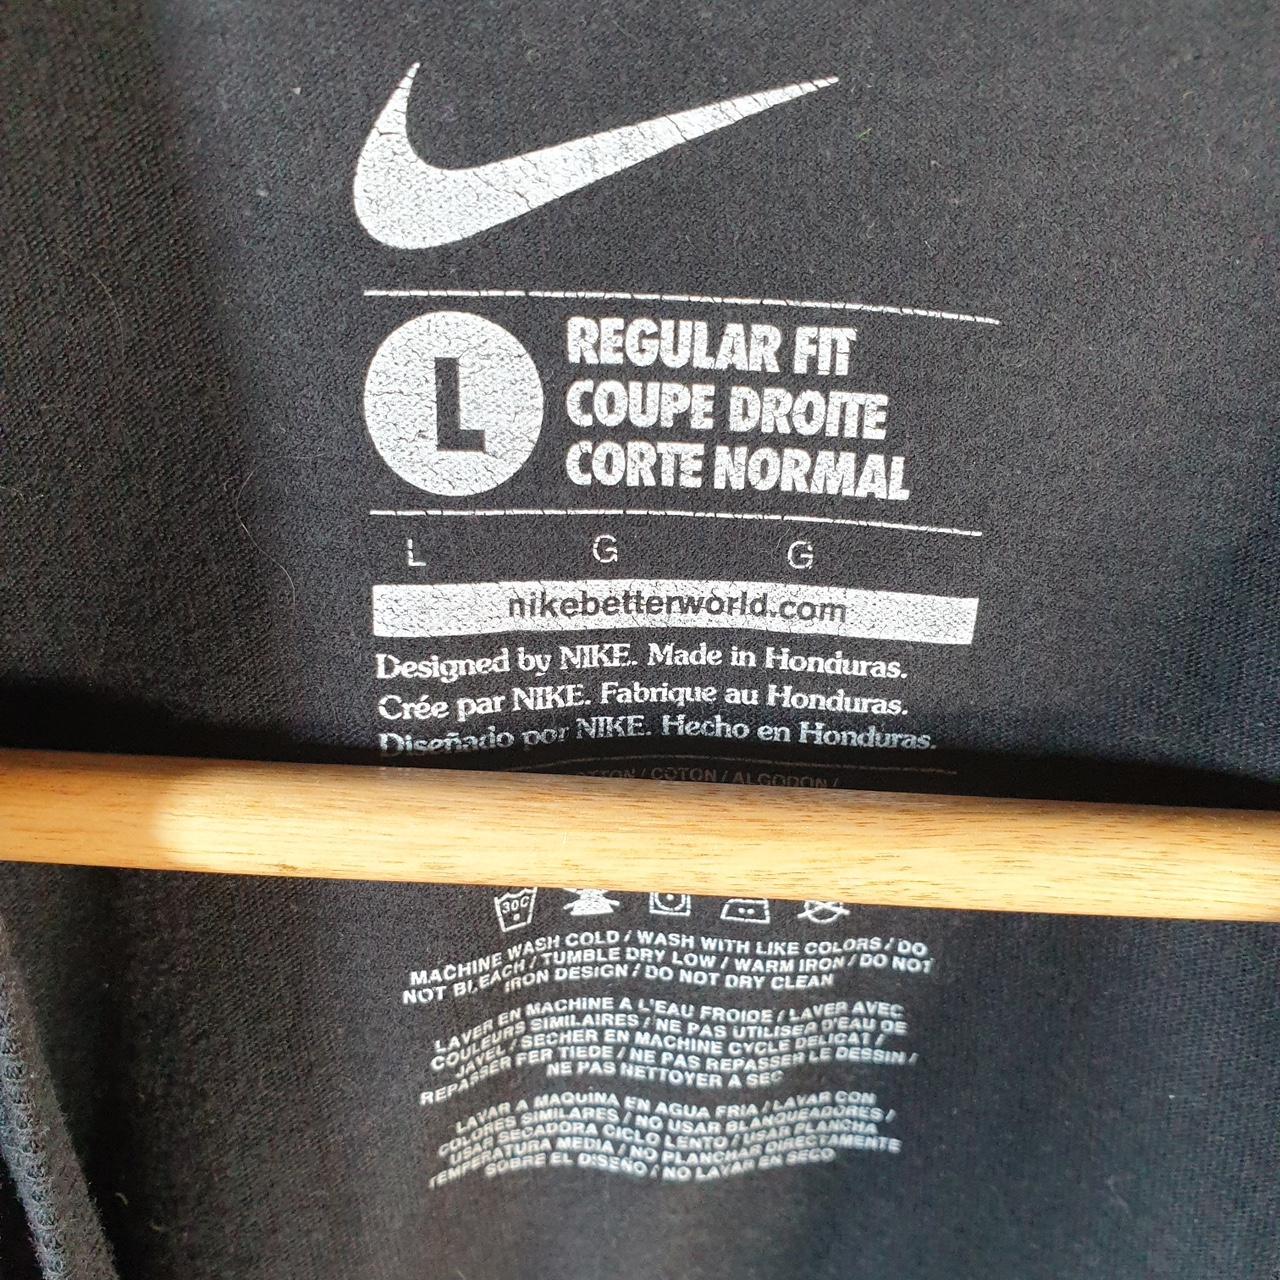 L
REGULAR FIT
COUPE DROITE
CORTE NORMAL
L G G
nikebetterworld.com
Designed by NIKE. Made in Honduras.
Crée par NIKE. Fabrique au Honduras.
Diseñado por NIKE. Hecho en Honduras.
COTTON / COTON / ALGODON /
30C
MACHINE WASH COLD / WASH WITH LIKE COLORS / DO
NOT BLEACH / TUMBLE DRY LOW / WARM IRON / DO NOT
IRON DESIGN / DO NOT DRY CLEAN
LAVER EN MACHINE A L'EAU FROIDE / LAVER AVEC
COULEURS SIMILAIRES / NE PAS UTILISER D'EAU DE
JAVEL / SECHER EN MACHINE CYCLE DELICAT /
REPASSER FER TIEDE / NE PAS REPASSER LE DESSIN /
NE PAS NETTOYER A SEC
LAVAR A MAQUINA EN AGUA FRIA / LAVAR CON
COLORES SIMILARES / NO USAR BLANQUEADORES /
USAR SECADORA CICLO LENTO / USAR PLANCHA
TEMPERATURA MEDIA / NO PLANCHAR DIRECTAMENTE
SOBRE EL DISEÑO / NO LAVAR EN SECO